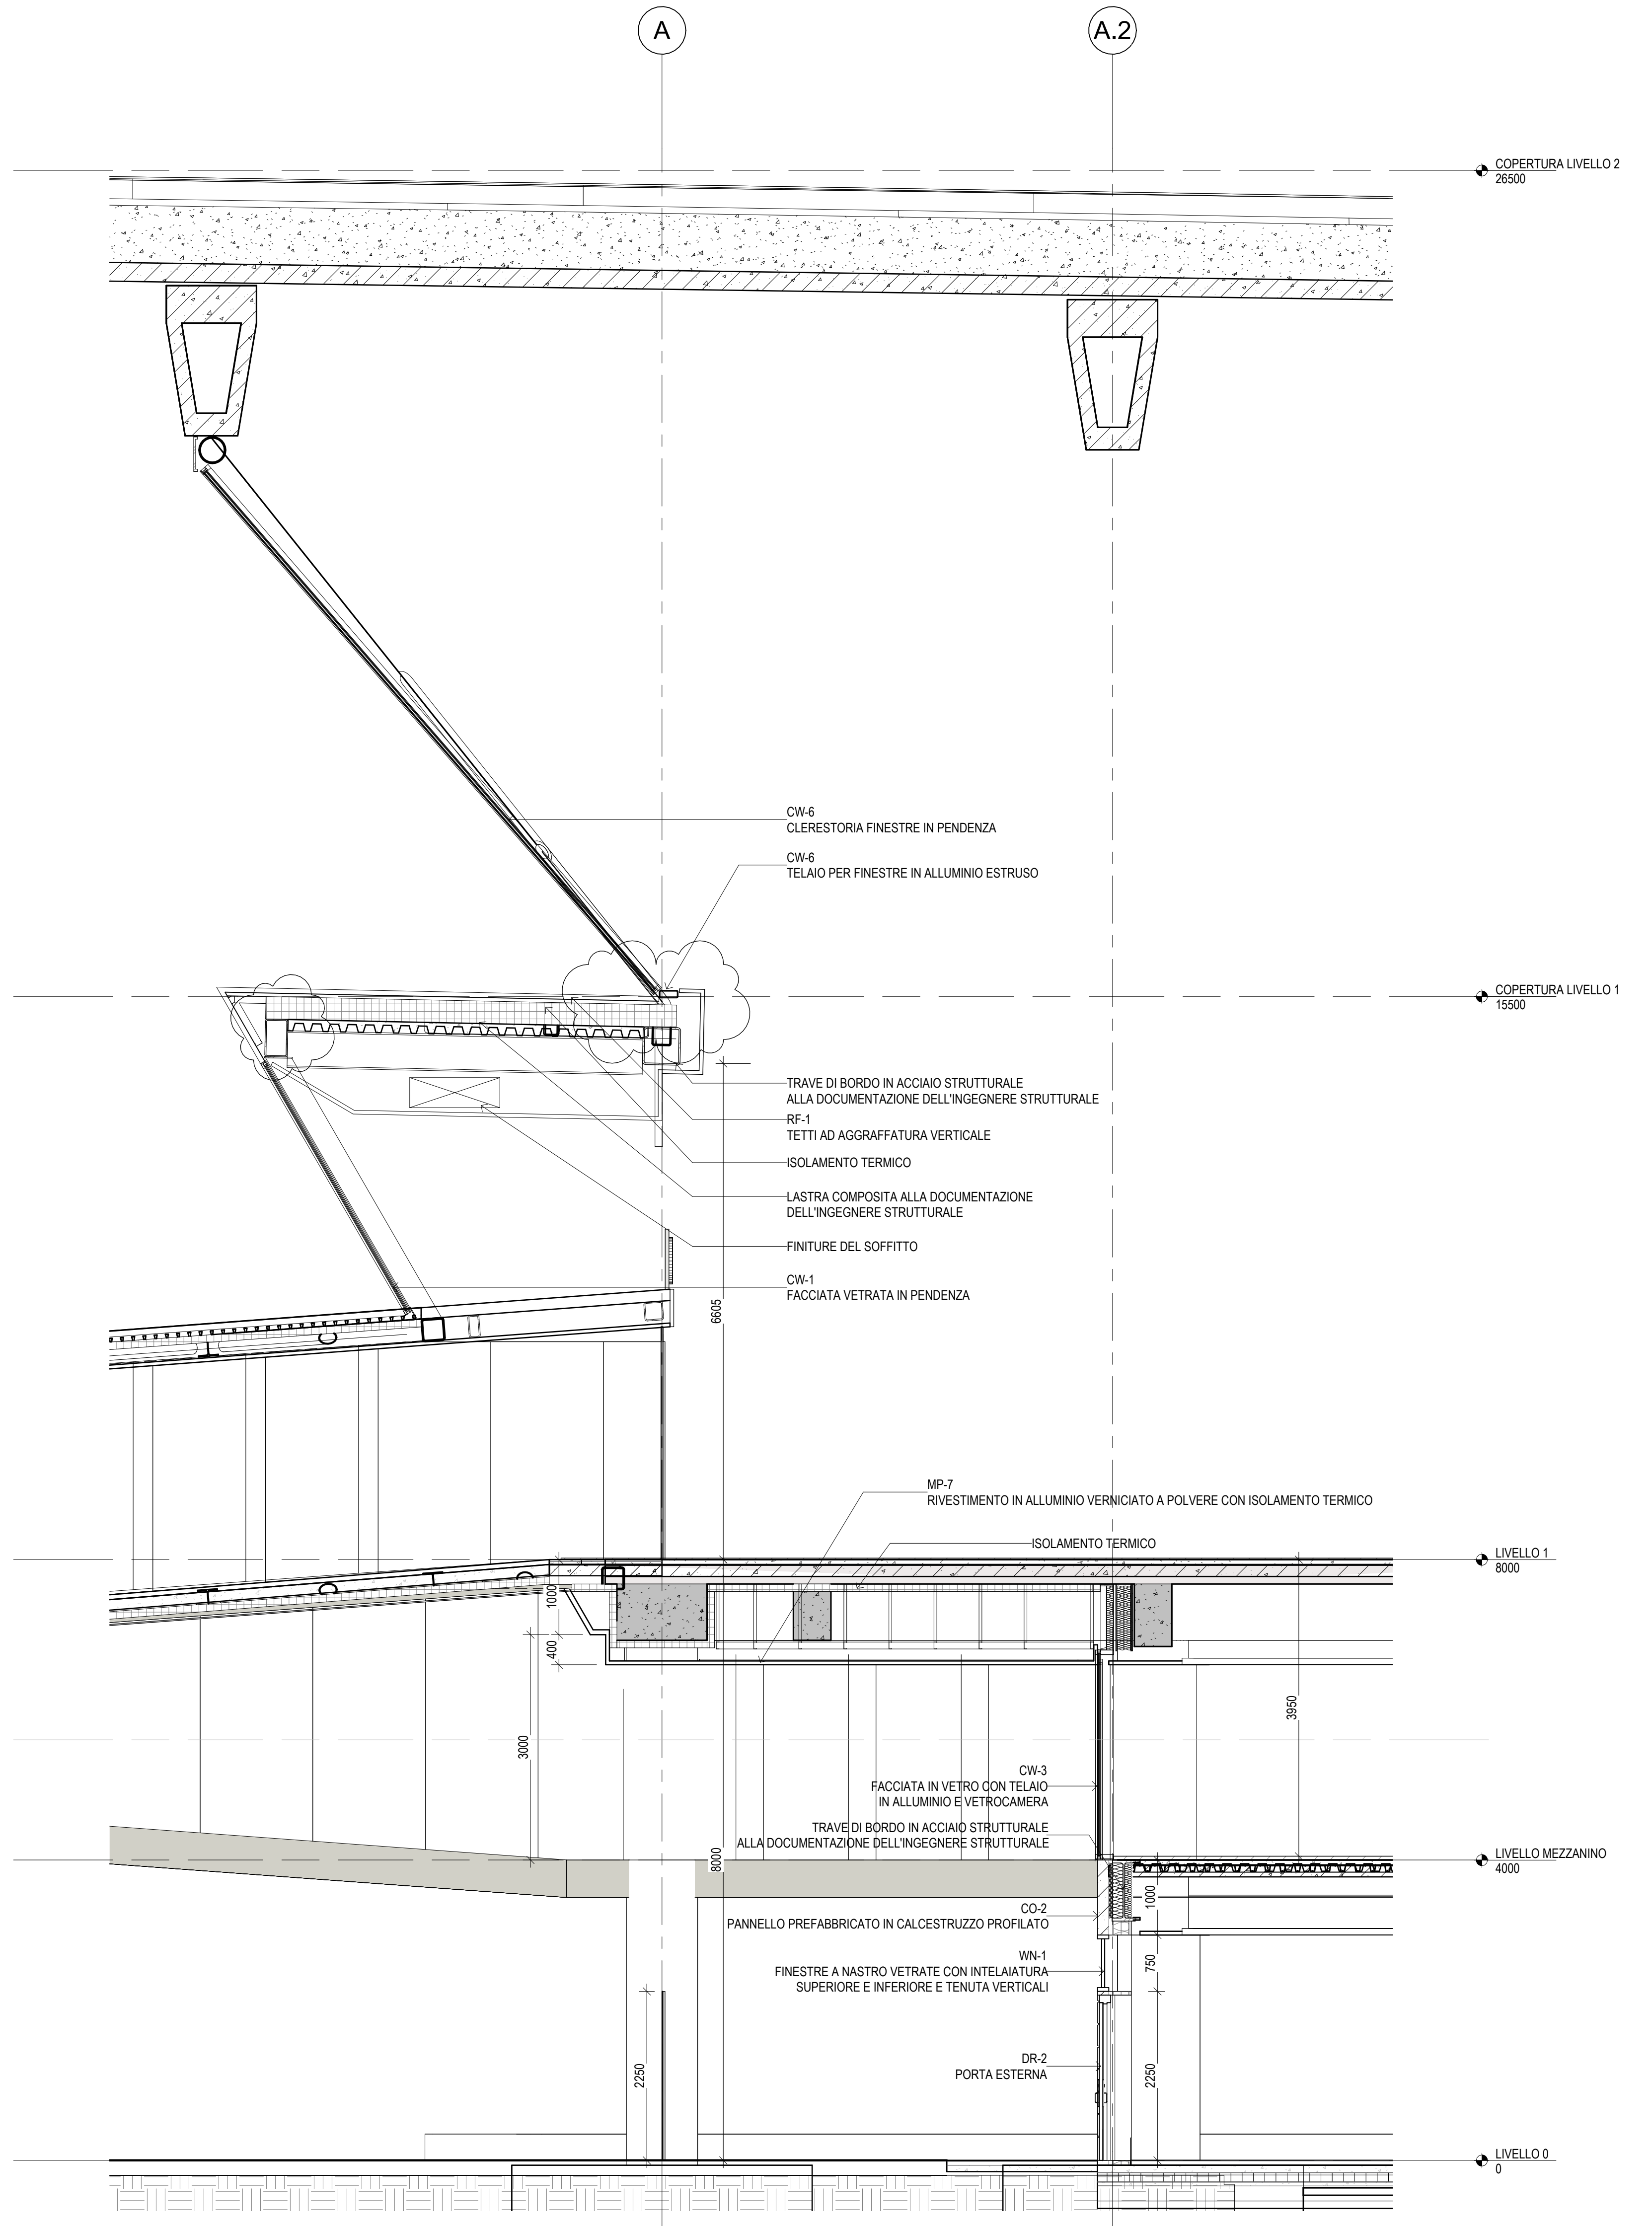 A
A.2
COPERTURA LIVELLO 2
26500
CW-6
CLERESTORIA FINESTRE IN PENDENZA
CW-6
TELAIO PER FINESTRE IN ALLUMINIO ESTRUSO
COPERTURA LIVELLO 1
15500
TRAVE DI BORDO IN ACCIAIO STRUTTURALE
ALLA DOCUMENTAZIONE DELL'INGEGNERE STRUTTURALE
RF-1
TETTI AD AGGRAFFATURA VERTICALE
ISOLAMENTO TERMICO
LASTRA COMPOSITA ALLA DOCUMENTAZIONE
DELL'INGEGNERE STRUTTURALE
FINITURE DEL SOFFITTO
CW-1
FACCIATA VETRATA IN PENDENZA
6605
MP-7
RIVESTIMENTO IN ALLUMINIO VERNICIATO A POLVERE CON ISOLAMENTO TERMICO
ISOLAMENTO TERMICO
LIVELLO 1
8000
1000
400
3000
3950
CW-3
FACCIATA IN VETRO CON TELAIO
IN ALLUMINIO E VETROCAMERA
TRAVE DI BORDO IN ACCIAIO STRUTTURALE
ALLA DOCUMENTAZIONE DELL'INGEGNERE STRUTTURALE
8000
LIVELLO MEZZANINO
4000
1000
CO-2
PANNELLO PREFABBRICATO IN CALCESTRUZZO PROFILATO
WN-1
FINESTRE A NASTRO VETRATE CON INTELAIATURA
SUPERIORE E INFERIORE E TENUTA VERTICALI
750
2250
DR-2
PORTA ESTERNA
2250
LIVELLO 0
0